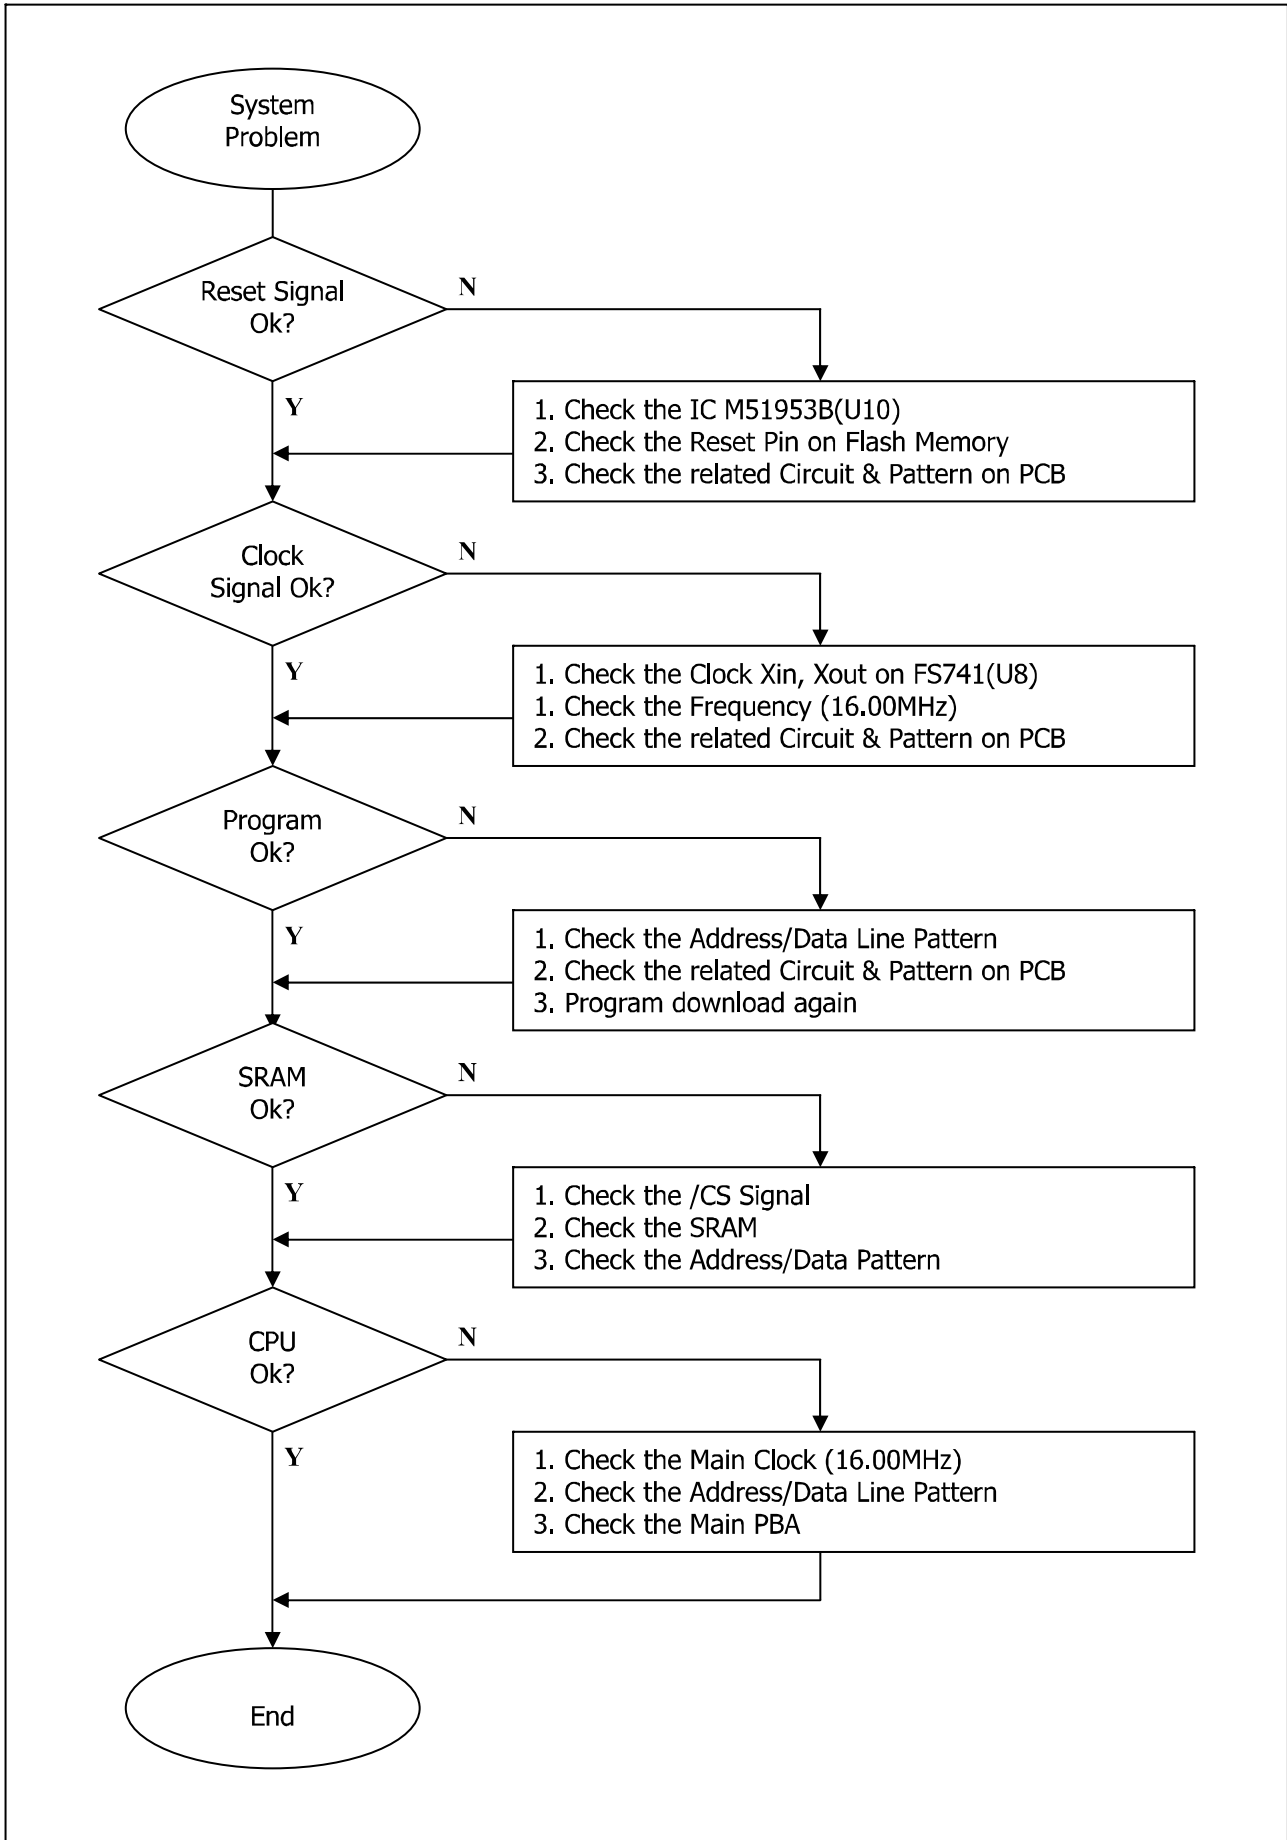 System
Problem
Reset Signal
Ok?
N
Y
1. Check the IC M51953B(U10)
2. Check the Reset Pin on Flash Memory
3. Check the related Circuit & Pattern on PCB
Clock
Signal Ok?
N
Y
1. Check the Clock Xin, Xout on FS741(U8)
1. Check the Frequency (16.00MHz)
2. Check the related Circuit & Pattern on PCB
Program
Ok?
N
Y
1. Check the Address/Data Line Pattern
2. Check the related Circuit & Pattern on PCB
3. Program download again
SRAM
Ok?
N
Y
1. Check the /CS Signal
2. Check the SRAM
3. Check the Address/Data Pattern
CPU
Ok?
N
Y
1. Check the Main Clock (16.00MHz)
2. Check the Address/Data Line Pattern
3. Check the Main PBA
End